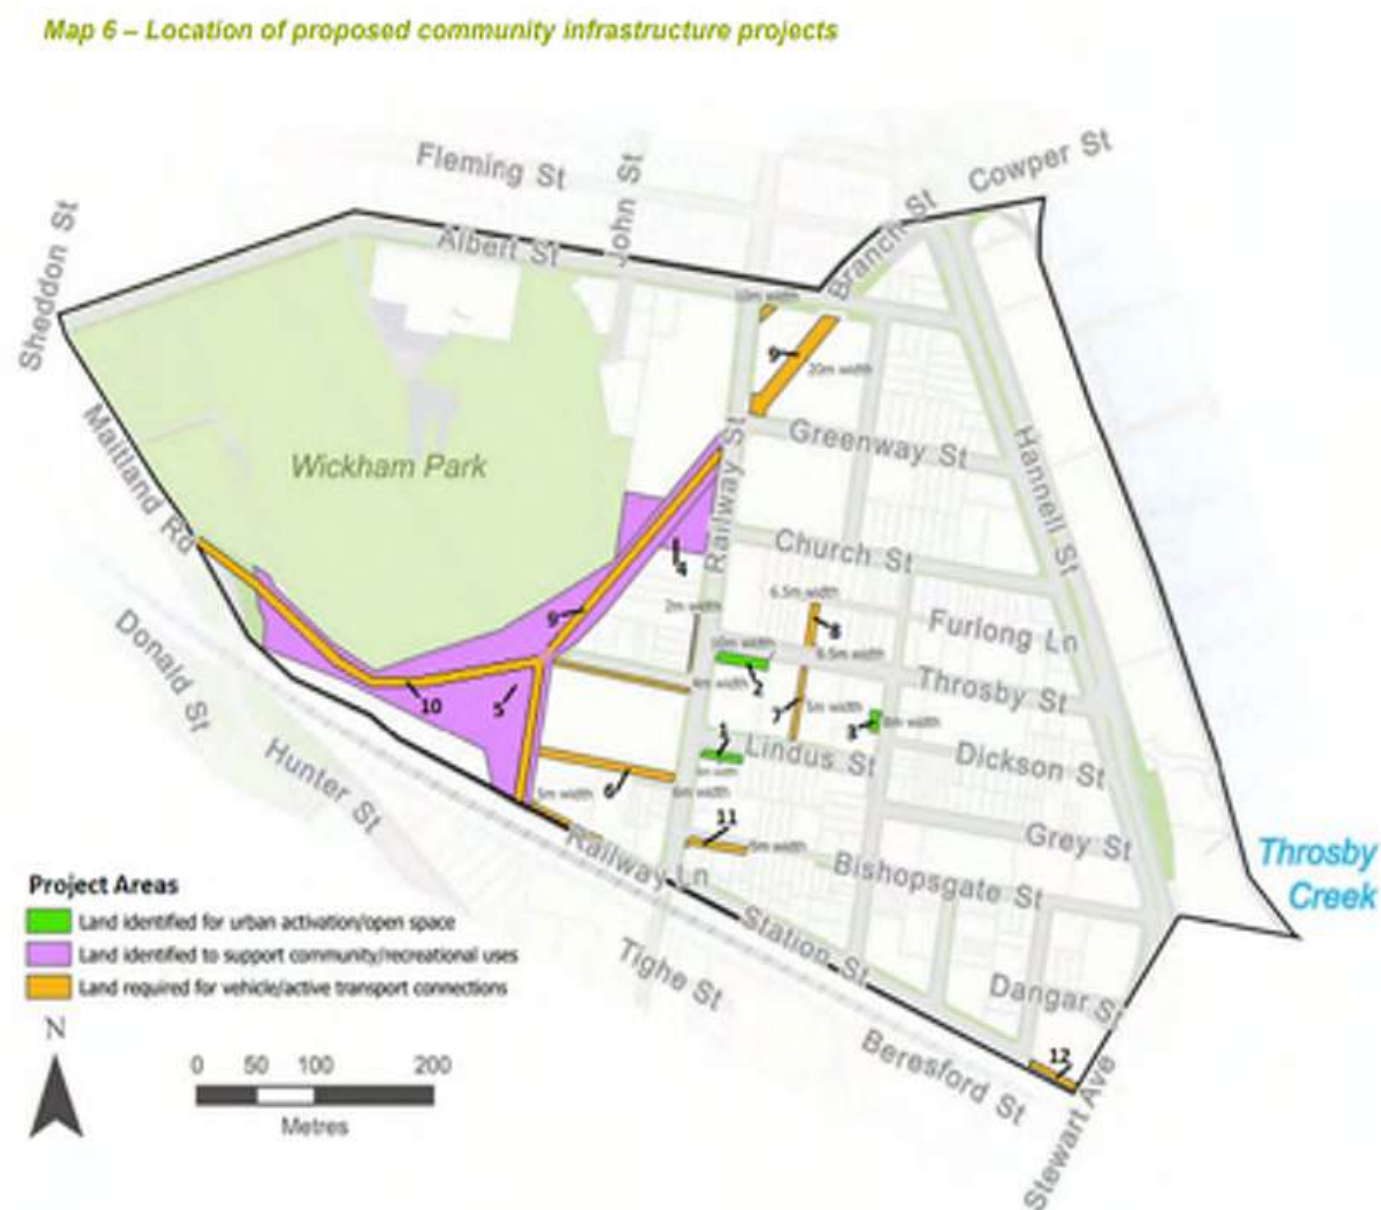 Map 6 – Location of proposed community infrastructure projects
Cowper St
Fleming St
John St
Branch St
Sheddon St
Albert St
10m width
9
20m width
Maitland Rd
Wickham Park
Railway St
Greenway St
Hannell St
Church St
4
6.5m width
2m width
9
8
Furlong Ln
10m width
6.5m width
Donald St
4m width
2
Throsby St
10
5
7
5m width
3
8m width
1
Lindus St
Dickson St
Hunter St
5m width
6
6m width
11
5m width
Grey St
Railway Ln
Bishopsgate St
Throsby
Creek
Project Areas
Land identified for urban activation/open space
Land identified to support community/recreational uses
Land required for vehicle/active transport connections
Station St
Tighe St
Dangar St
N
0 50 100 200
Metres
Beresford St
12
Stewart Ave